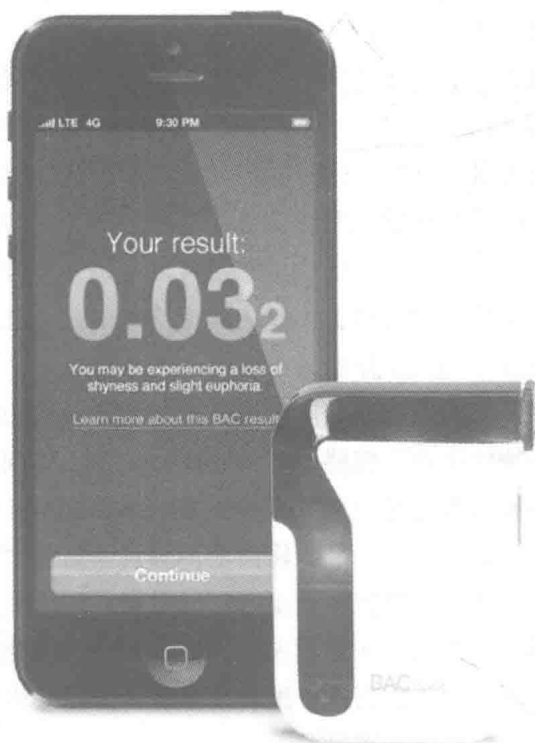 LTE 4G 9:30 PM
Your result:
0.032
You may be experiencing a loss of
shyness and slight euphoria.
Learn more about this BAC result
Continue
BAC